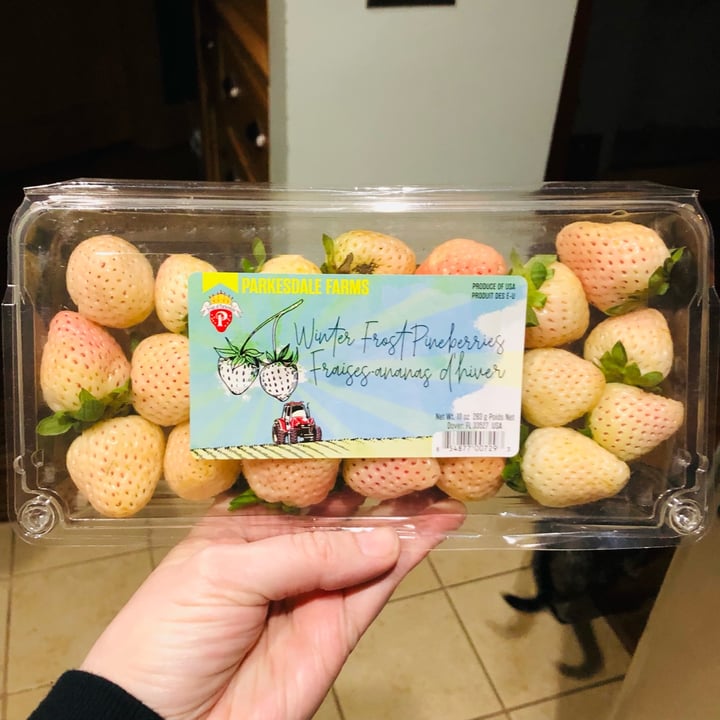 PARKESDALE FARMS
PRODUCE OF USA
PRODUIT DES É-U
P
Winter Frost Pineberries
Fraises-ananas d'hiver
Net Wt. 10 oz 283 g Poids Net
Dover, FL 33527 USA